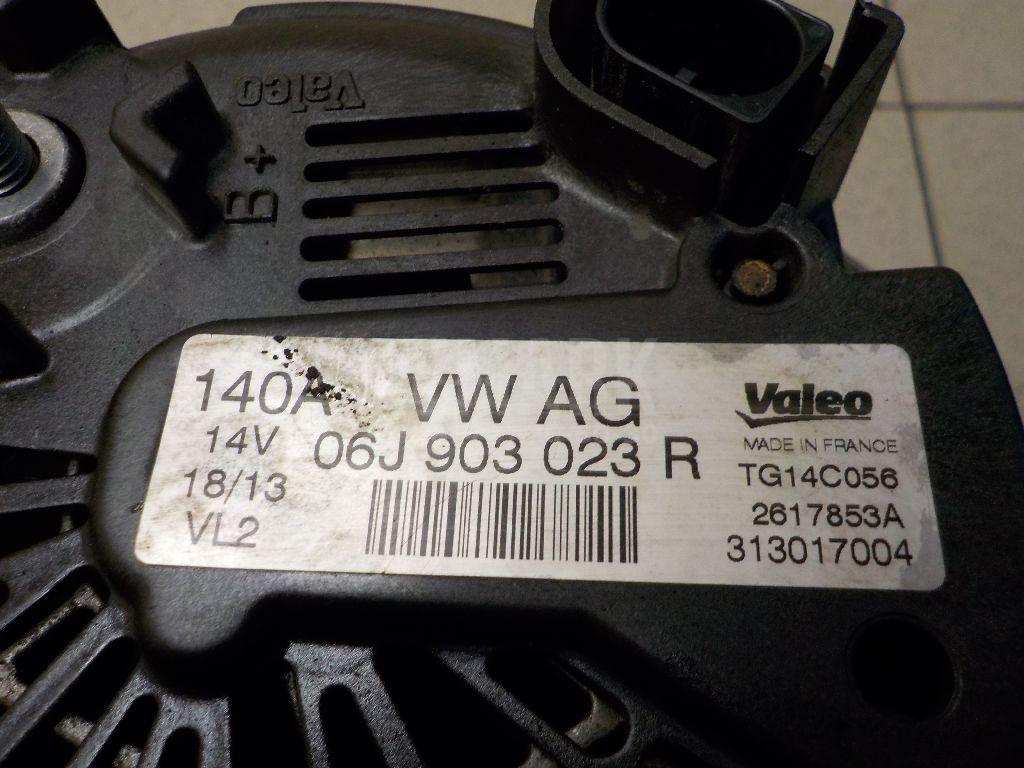 Valeo
B+
140A VW AG
14V 06J 903 023 R
18/13
VL2
Valeo
MADE IN FRANCE
TG14C056
2617853A
313017004